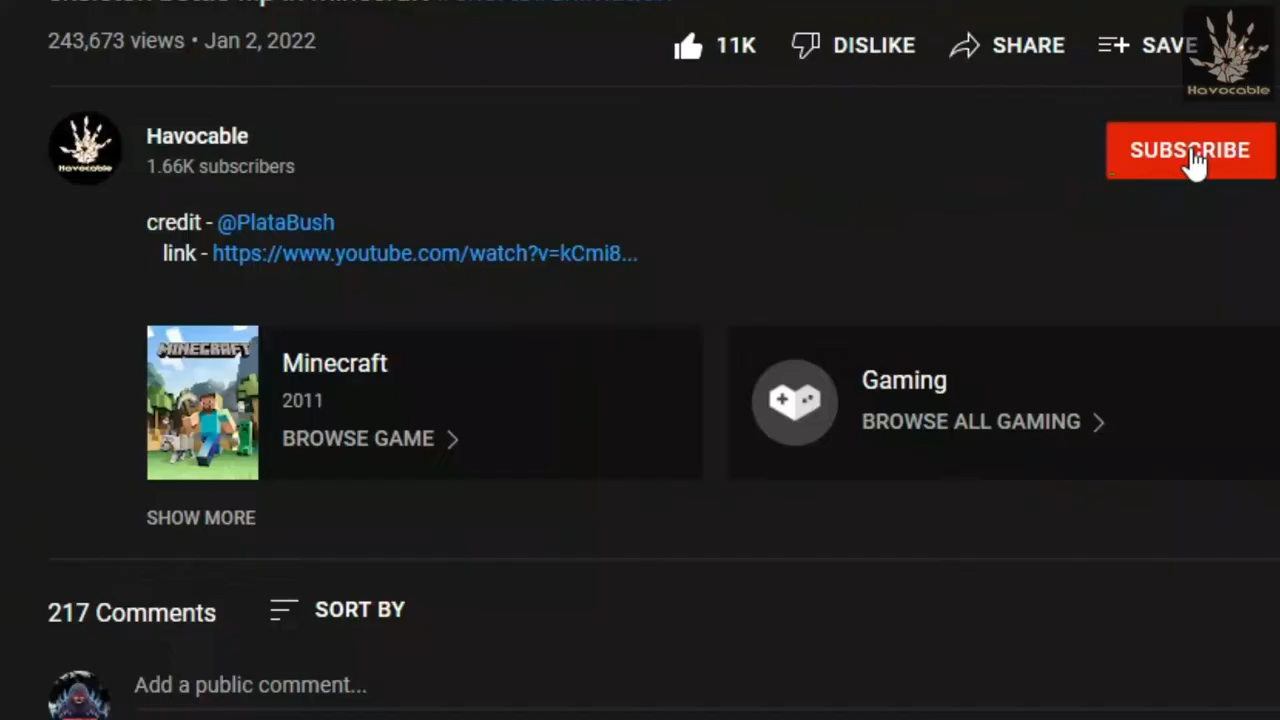 243,673 views • Jan 2, 2022
11K
DISLIKE
SHARE
SAVE
Havocable
Havocable
Havocable
1.66K subscribers
SUBSCRIBE
credit - @PlataBush
link - https://www.youtube.com/watch?v=kCmi8...
MINECRAFT
Minecraft
2011
BROWSE GAME
Gaming
BROWSE ALL GAMING
SHOW MORE
217 Comments
SORT BY
Add a public comment...